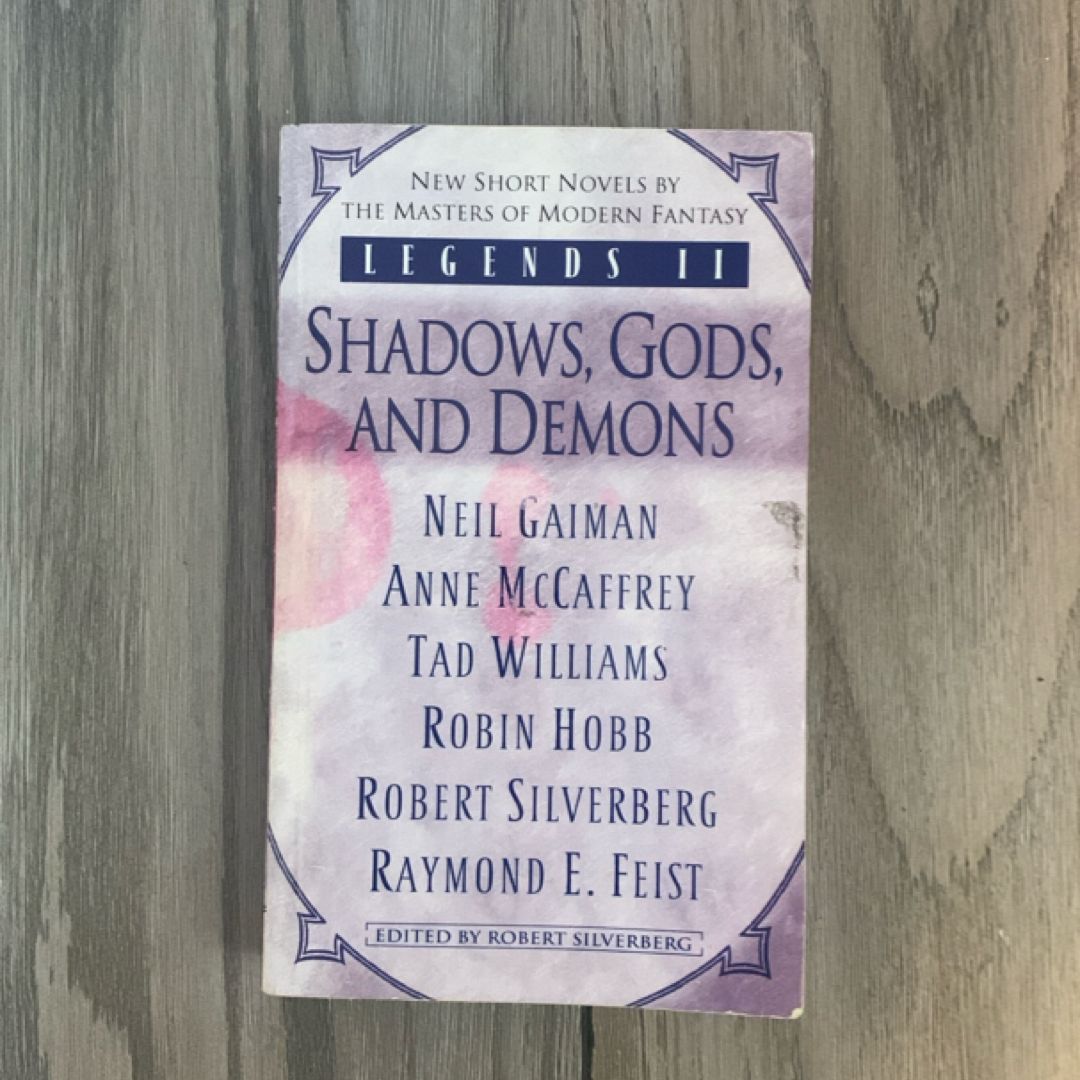 New Short Novels by
the Masters of Modern Fantasy
LEGENDS II
Shadows, Gods,
and Demons
Neil Gaiman
Anne McCaffrey
Tad Williams
Robin Hobb
Robert Silverberg
Raymond E. Feist
EDITED BY ROBERT SILVERBERG